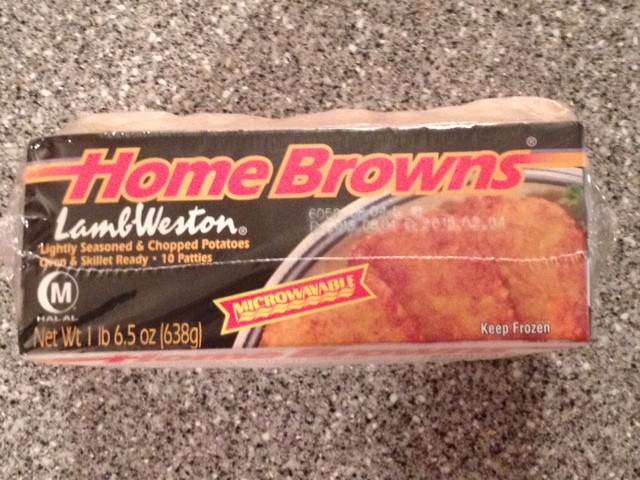 Home Browns®
LambWeston®
Lightly Seasoned & Chopped Potatoes
Oven & Skillet Ready • 10 Patties
M
HALAL
MICROWAVABLE
Net Wt 1 lb 6.5 oz (638g)
Keep Frozen